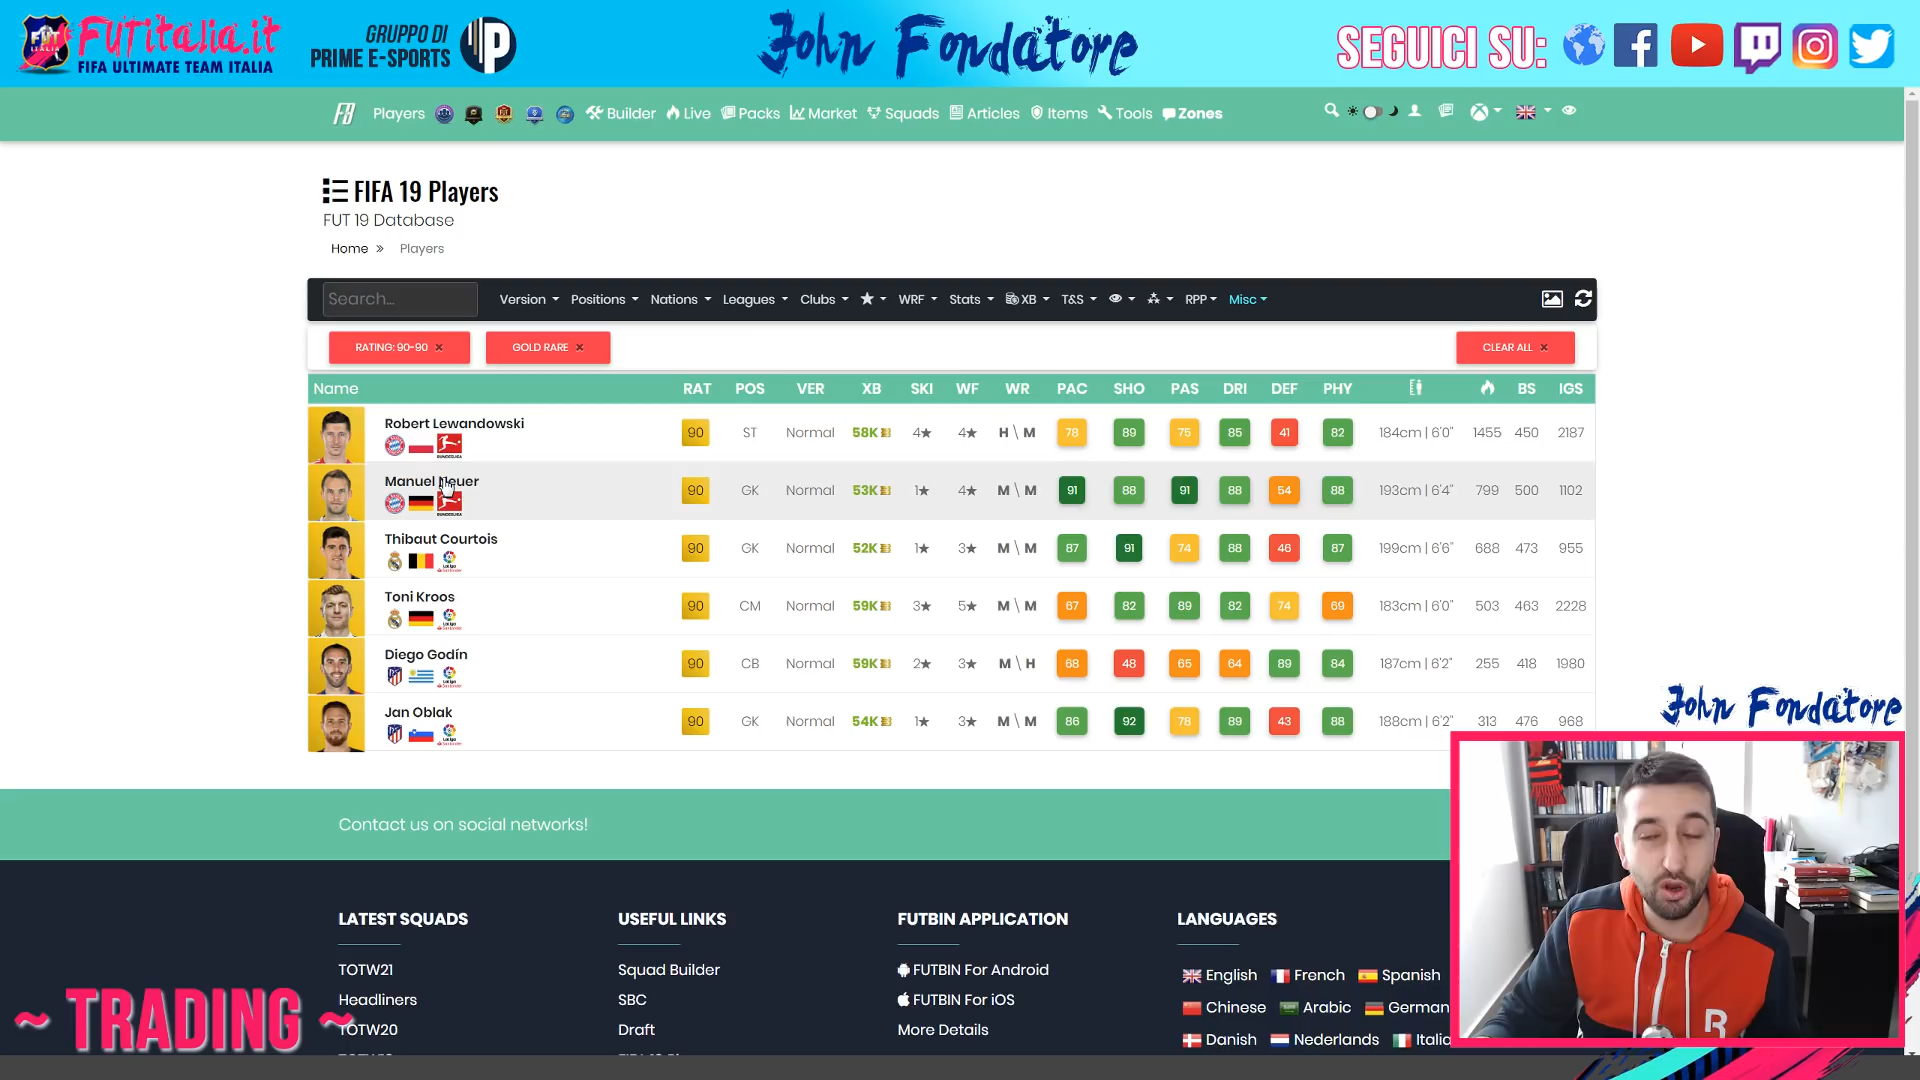 FUTitalia.it
FIFA ULTIMATE TEAM ITALIA
GRUPPO DI
PRIME E-SPORTS
John Fondatore
SEGUICI SU:
Players
Builder
Live
Packs
Market
Squads
Articles
Items
Tools
Zones
FIFA 19 Players
FUT 19 Database
Home » Players
Search...
Version
Positions
Nations
Leagues
Clubs
WRF
Stats
XB
T&S
RPP
Misc
RATING: 90-90 ×
GOLD RARE ×
CLEAR ALL ×
Name RAT POS VER XB SKI WF WR PAC SHO PAS DRI DEF PHY BS IGS
Robert Lewandowski
90 ST Normal 58K 4★ 4★ H \ M 78 89 75 85 41 82 184cm | 6'0" 1455 450 2187
Manuel Neuer
90 GK Normal 53K 1★ 4★ M \ M 91 88 91 88 54 88 193cm | 6'4" 799 500 1102
Thibaut Courtois
90 GK Normal 52K 1★ 3★ M \ M 87 91 74 88 46 87 199cm | 6'6" 688 473 955
Toni Kroos
90 CM Normal 59K 3★ 5★ M \ M 67 82 89 82 74 69 183cm | 6'0" 503 463 2228
Diego Godín
90 CB Normal 59K 2★ 3★ M \ H 68 48 65 64 89 84 187cm | 6'2" 255 418 1980
Jan Oblak
90 GK Normal 54K 1★ 3★ M \ M 86 92 78 89 43 88 188cm | 6'2" 313 476 968
John Fondatore
Contact us on social networks!
LATEST SQUADS
TOTW21
Headliners
TOTW20
USEFUL LINKS
Squad Builder
SBC
Draft
FUTBIN APPLICATION
FUTBIN For Android
FUTBIN For iOS
More Details
LANGUAGES
English French Spanish
Chinese Arabic German
Danish Nederlands Italia
~ TRADING ~
R